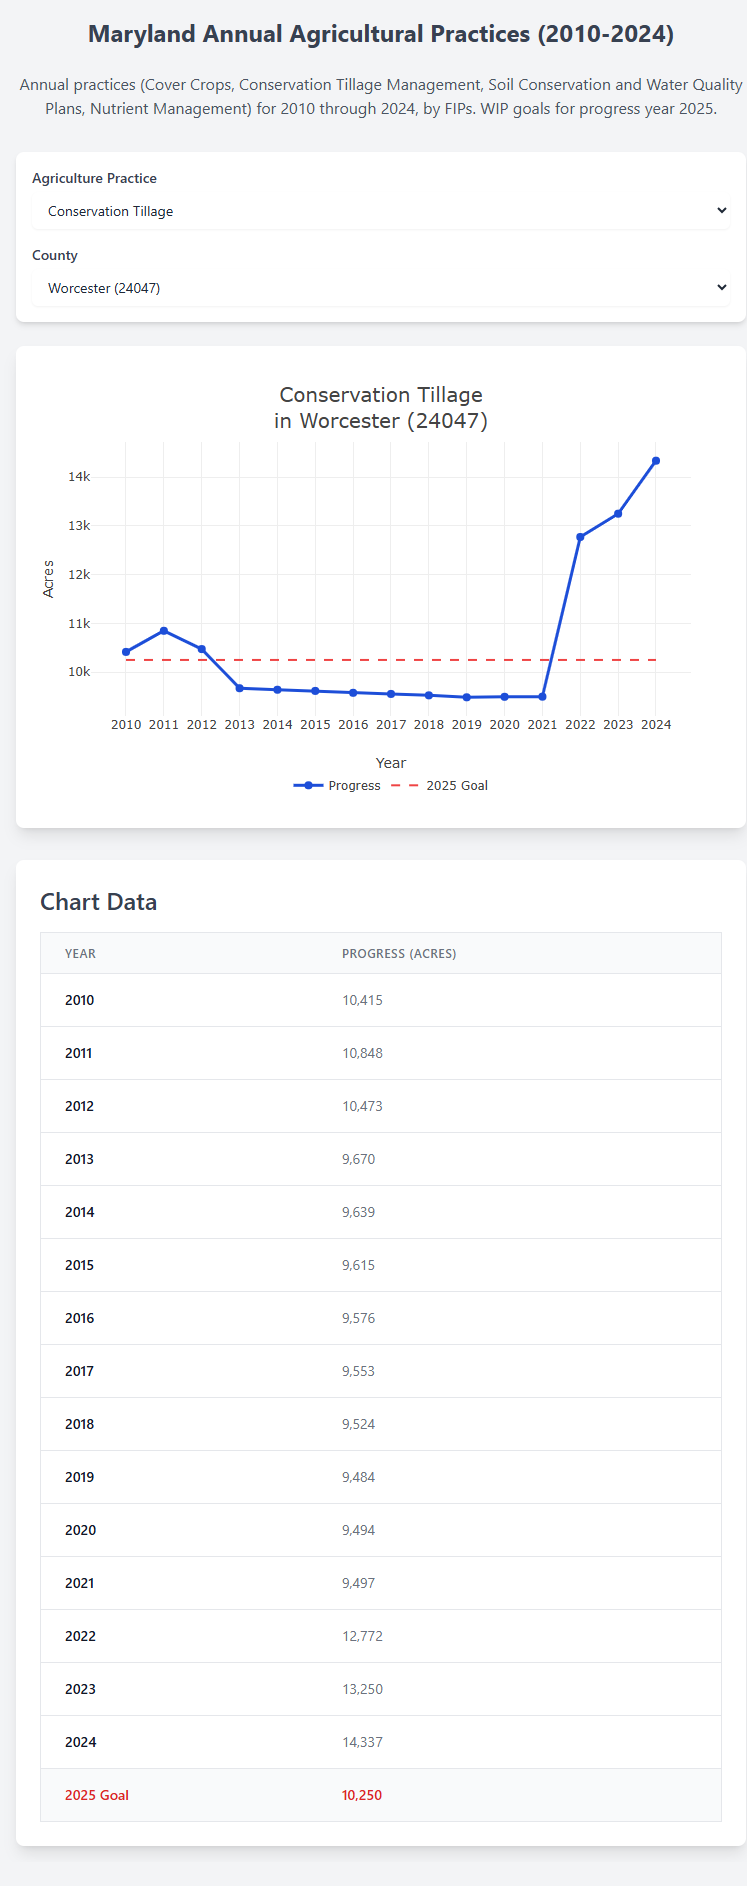 Maryland Annual Agricultural Practices (2010-2024)
Annual practices (Cover Crops, Conservation Tillage Management, Soil Conservation and Water Quality
Plans, Nutrient Management) for 2010 through 2024, by FIPs. WIP goals for progress year 2025.
Agriculture Practice
Conservation Tillage
County
Worcester (24047)
Conservation Tillage
in Worcester (24047)
14k
13k
12k
11k
10k
Acres
2010 2011 2012 2013 2014 2015 2016 2017 2018 2019 2020 2021 2022 2023 2024
Year
Progress 2025 Goal
Chart Data
YEAR PROGRESS (ACRES)
2010 10,415
2011 10,848
2012 10,473
2013 9,670
2014 9,639
2015 9,615
2016 9,576
2017 9,553
2018 9,524
2019 9,484
2020 9,494
2021 9,497
2022 12,772
2023 13,250
2024 14,337
2025 Goal 10,250